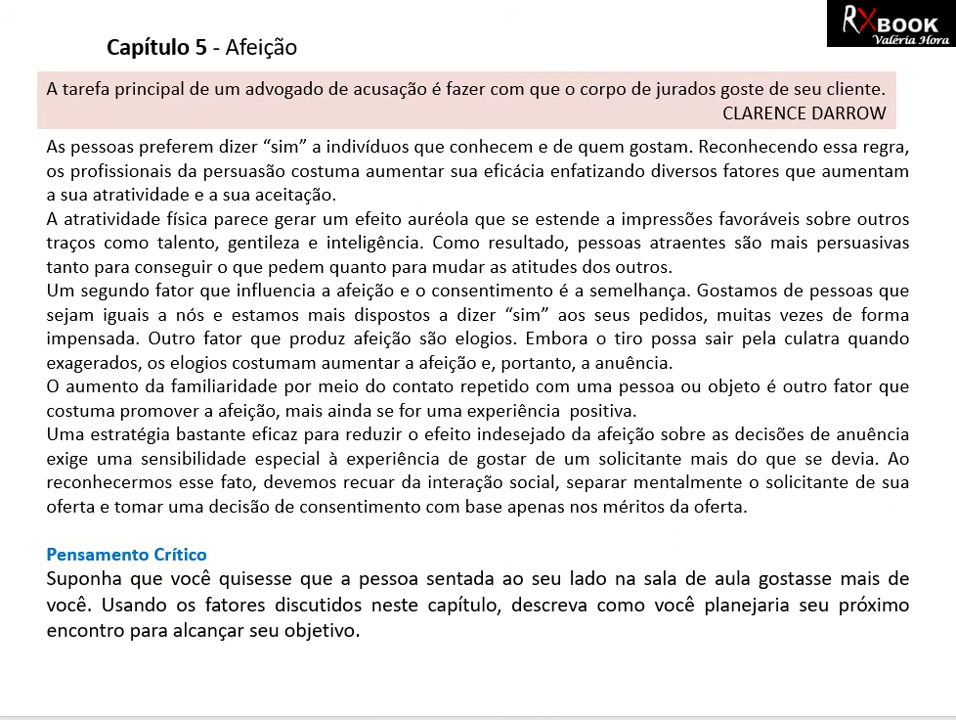 RXBOOK
Valéria Hora
Capítulo 5 - Afeição
A tarefa principal de um advogado de acusação é fazer com que o corpo de jurados goste de seu cliente.
CLARENCE DARROW
As pessoas preferem dizer “sim” a indivíduos que conhecem e de quem gostam. Reconhecendo essa regra,
os profissionais da persuasão costuma aumentar sua eficácia enfatizando diversos fatores que aumentam
a sua atratividade e a sua aceitação.
A atratividade física parece gerar um efeito auréola que se estende a impressões favoráveis sobre outros
traços como talento, gentileza e inteligência. Como resultado, pessoas atraentes são mais persuasivas
tanto para conseguir o que pedem quanto para mudar as atitudes dos outros.
Um segundo fator que influencia a afeição e o consentimento é a semelhança. Gostamos de pessoas que
sejam iguais a nós e estamos mais dispostos a dizer “sim” aos seus pedidos, muitas vezes de forma
impensada. Outro fator que produz afeição são elogios. Embora o tiro possa sair pela culatra quando
exagerados, os elogios costumam aumentar a afeição e, portanto, a anuência.
O aumento da familiaridade por meio do contato repetido com uma pessoa ou objeto é outro fator que
costuma promover a afeição, mais ainda se for uma experiência positiva.
Uma estratégia bastante eficaz para reduzir o efeito indesejado da afeição sobre as decisões de anuência
exige uma sensibilidade especial à experiência de gostar de um solicitante mais do que se devia. Ao
reconhecermos esse fato, devemos recuar da interação social, separar mentalmente o solicitante de sua
oferta e tomar uma decisão de consentimento com base apenas nos méritos da oferta.
Pensamento Crítico
Suponha que você quisesse que a pessoa sentada ao seu lado na sala de aula gostasse mais de
você. Usando os fatores discutidos neste capítulo, descreva como você planejaria seu próximo
encontro para alcançar seu objetivo.